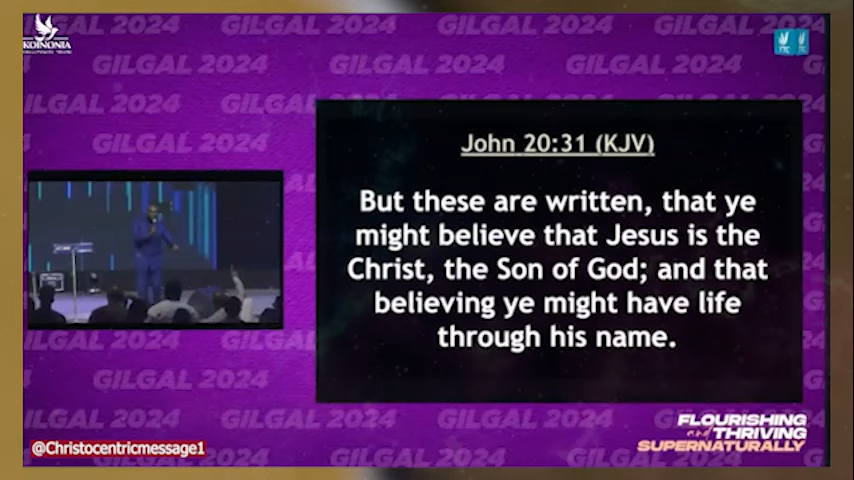 KOINONIA
GILGAL 2024
John 20:31 (KJV)
But these are written, that ye
might believe that Jesus is the
Christ, the Son of God; and that
believing ye might have life
through his name.
FLOURISHING
and THRIVING
SUPERNATURALLY
@Christocentricmessage1